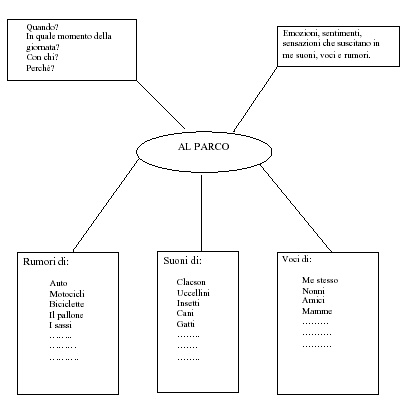 Quando?
In quale momento della
giornata?
Con chi?
Perchè?
Emozioni, sentimenti,
sensazioni che suscitano in
me suoni, voci e rumori.
AL PARCO
Rumori di:
Auto
Motocicli
Biciclette
Il pallone
I sassi
........
.........
..........
Suoni di:
Clacson
Uccellini
Insetti
Cani
Gatti
........
.......
........
Voci di:
Me stesso
Nonni
Amici
Mamme
.........
..........
..........